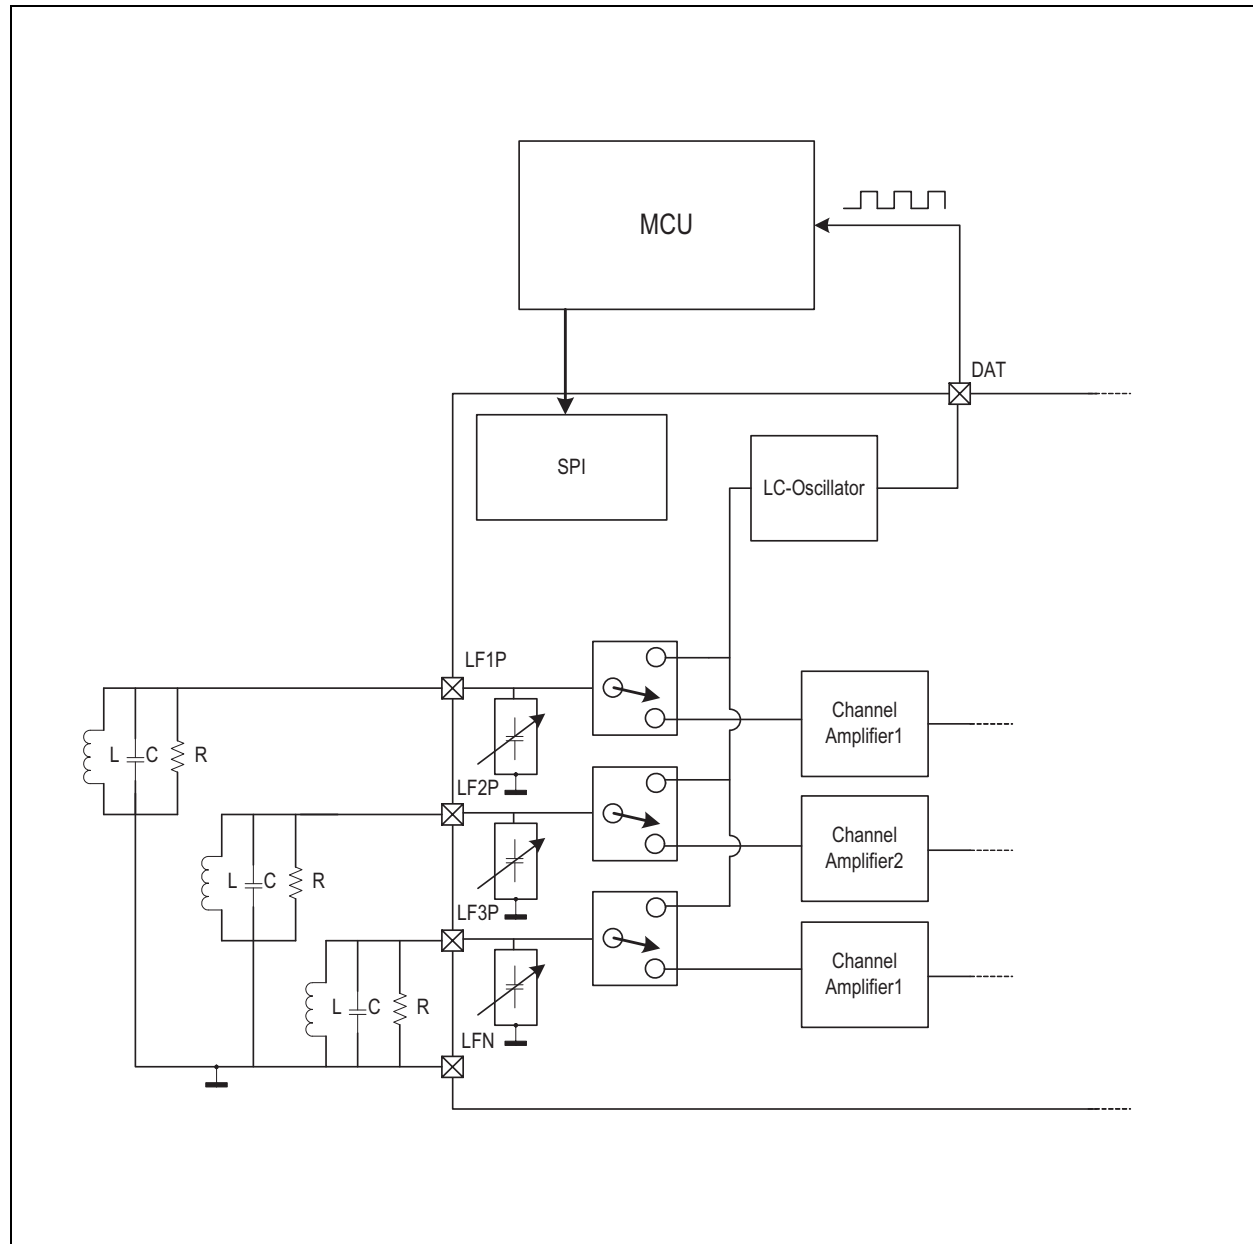 MCU
DAT
SPI
LC-Oscillator
LF1P
Channel
Amplifier1
L C R
LF2P
Channel
Amplifier2
L C R
LF3P
Channel
Amplifier1
L C R
LFN